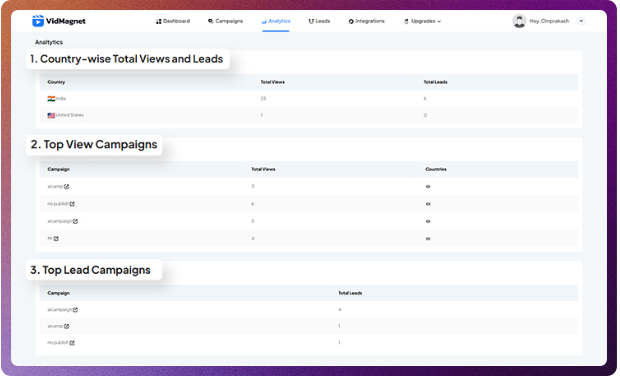 VidMagnet Dashboard Campaigns Analytics Leads Integrations Upgrades Hey, Omprakash
Analytics
1. Country-wise Total Views and Leads
Country Total Views Total Leads
India 25 6
United States 1 0
2. Top View Campaigns
Campaign Total Views Countries
aicamp
no publish 6
aicampaign 5
4
3. Top Lead Campaigns
Campaign Total Leads
aicampaign 4
aicamp 1
no publish 1